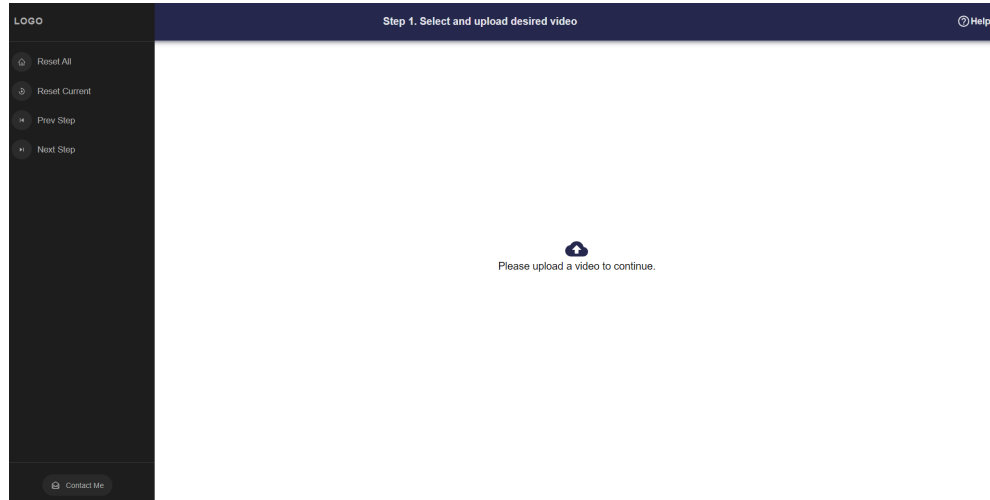 LOGO
Step 1. Select and upload desired video
Help
Reset All
Reset Current
Prev Step
Next Step
Please upload a video to continue.
Contact Me